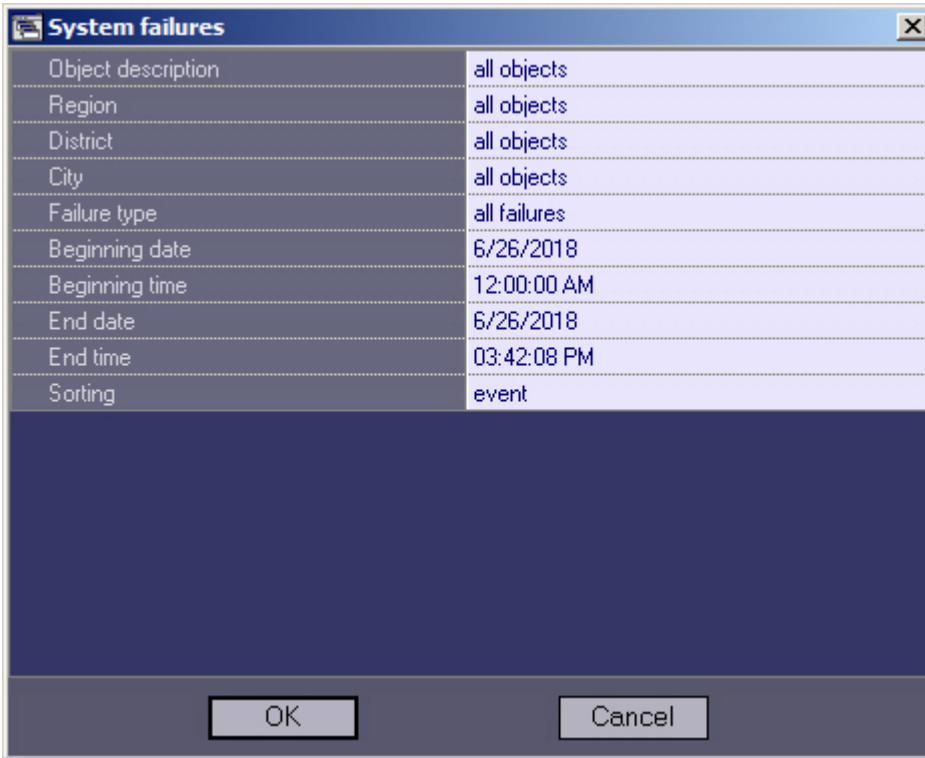 System failures
Object description all objects
Region all objects
District all objects
City all objects
Failure type all failures
Beginning date 6/26/2018
Beginning time 12:00:00 AM
End date 6/26/2018
End time 03:42:08 PM
Sorting event
OK Cancel